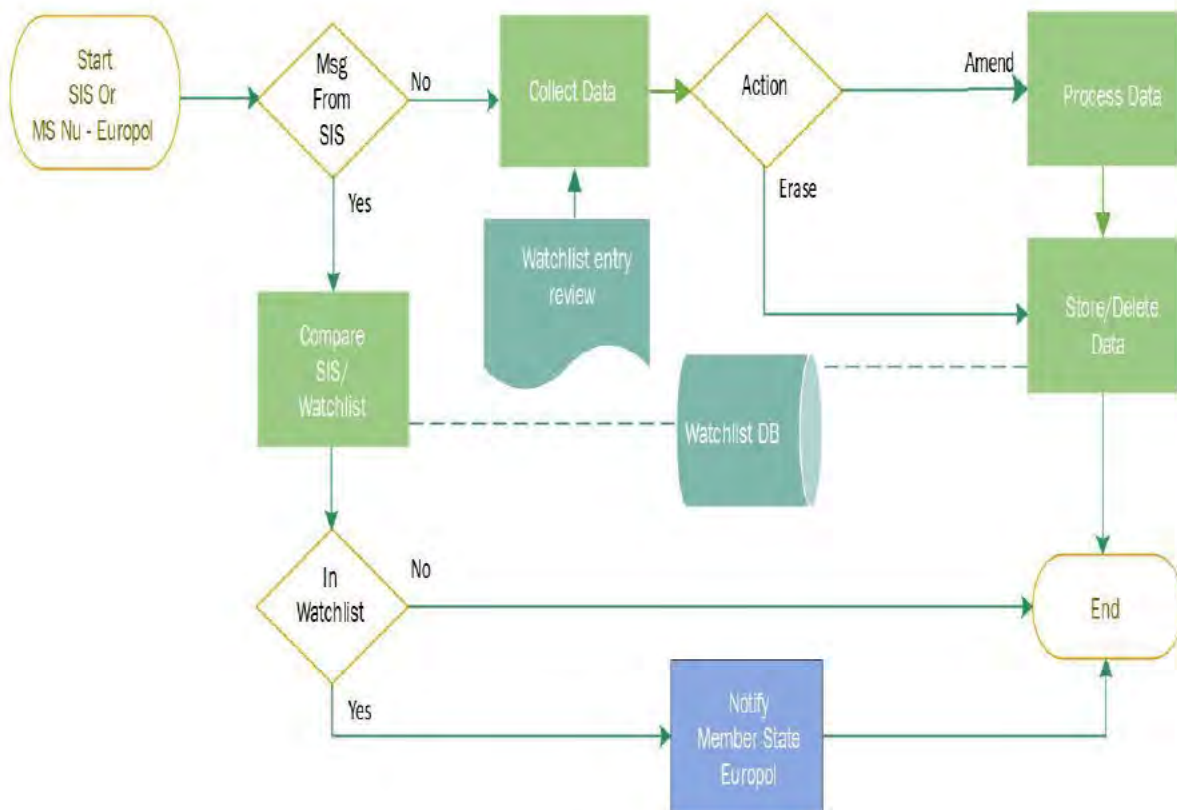 Start
SIS Or
MS Nu - Europol
Msg
From
SIS
No
Collect Data
Action
Amend
Process Data
Yes
Erase
Watchlist entry
review
Compare
SIS/
Watchlist
Store/Delete
Data
Watchlist DB
In
Watchlist
No
End
Yes
Notify
Member State
Europol